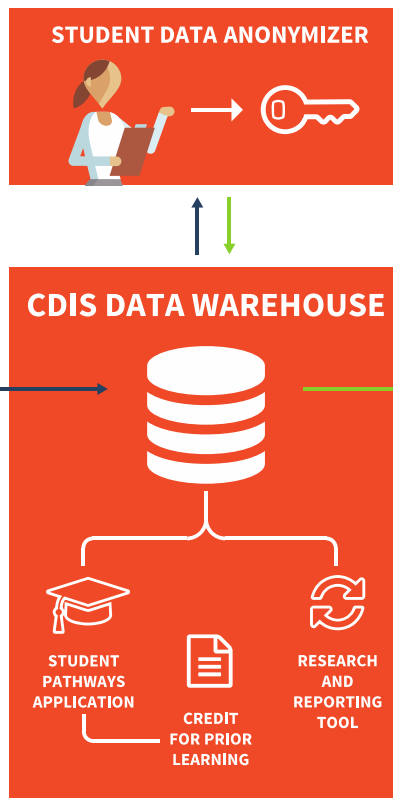 STUDENT DATA ANONYMIZER
CDIS DATA WAREHOUSE
STUDENT
PATHWAYS
APPLICATION
CREDIT
FOR PRIOR
LEARNING
RESEARCH
AND
REPORTING
TOOL